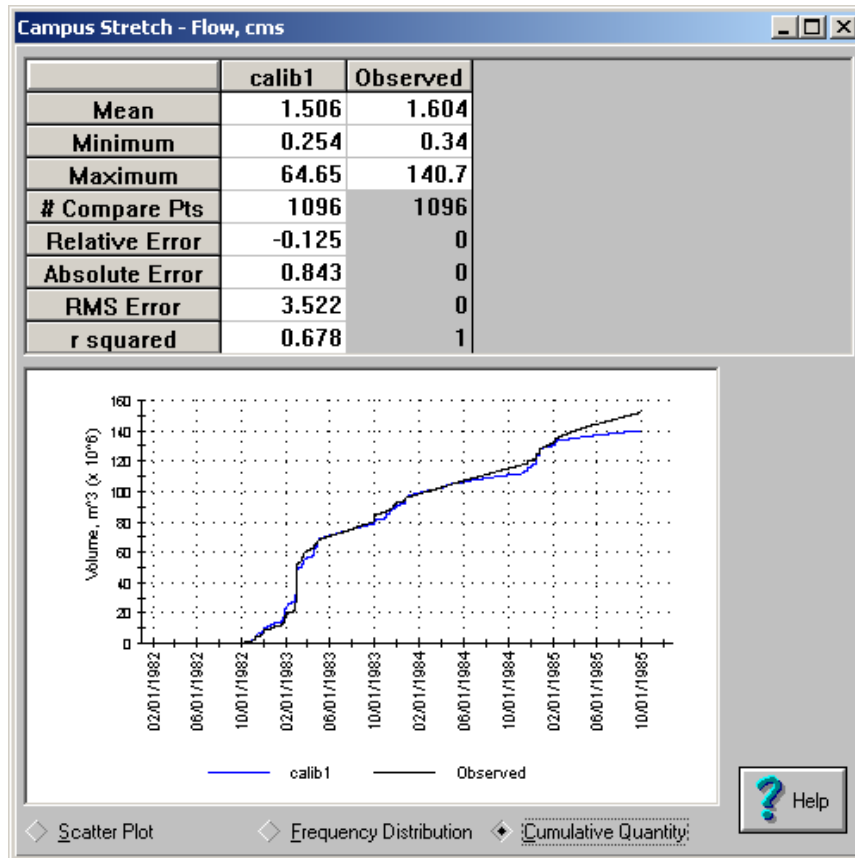 Campus Stretch - Flow, cms
calib1 Observed
Mean 1.506 1.604
Minimum 0.254 0.34
Maximum 64.65 140.7
# Compare Pts 1096 1096
Relative Error -0.125 0
Absolute Error 0.843 0
RMS Error 3.522 0
r squared 0.678 1
Volume, m^3 (x 10^6)
160
140
120
100
80
60
40
20
0
02/01/1982
06/01/1982
10/01/1982
02/01/1983
06/01/1983
10/01/1983
02/01/1984
06/01/1984
10/01/1984
02/01/1985
06/01/1985
10/01/1985
calib1 Observed
? Help
Scatter Plot Frequency Distribution Cumulative Quantity